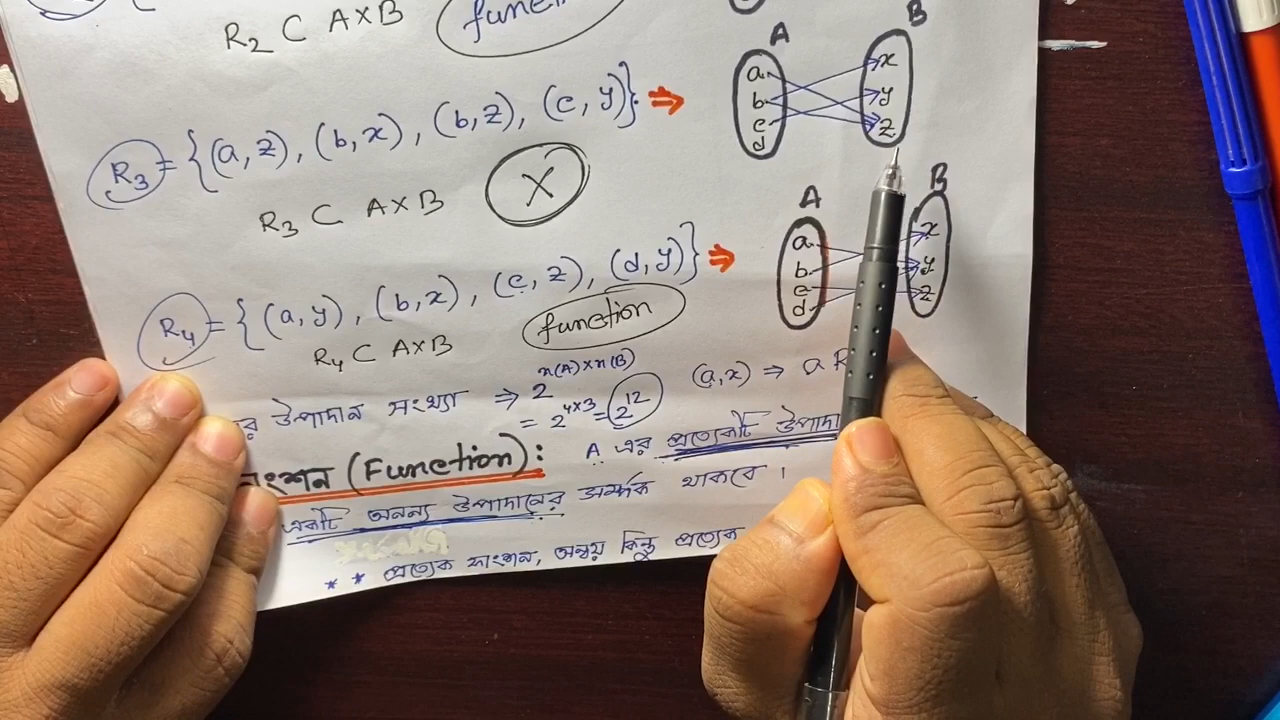 R₂ ⊂ A×B
R₃ = {(a, z), (b, x), (b, z), (c, y)} ⇒
R₃ ⊂ A×B X
A B
a x
b y
c z
d
R₄ = {(a, y), (b, x), (c, z), (d, y)} ⇒
R₄ ⊂ A×B function
A B
a x
b y
c z
d
র উপাদান সংখ্যা ⇒ 2^{n(A)×n(B)}
= 2^{4×3} = 2^{12}
(a, x) ⇒ a R
(Function): A এর প্রত্যেকটি
একটি অনন্য উপাদানের সম্পর্ক থাকবে ।
** প্রত্যেক ফাংশন, অন্বয় কিন্তু প্রত্যেক